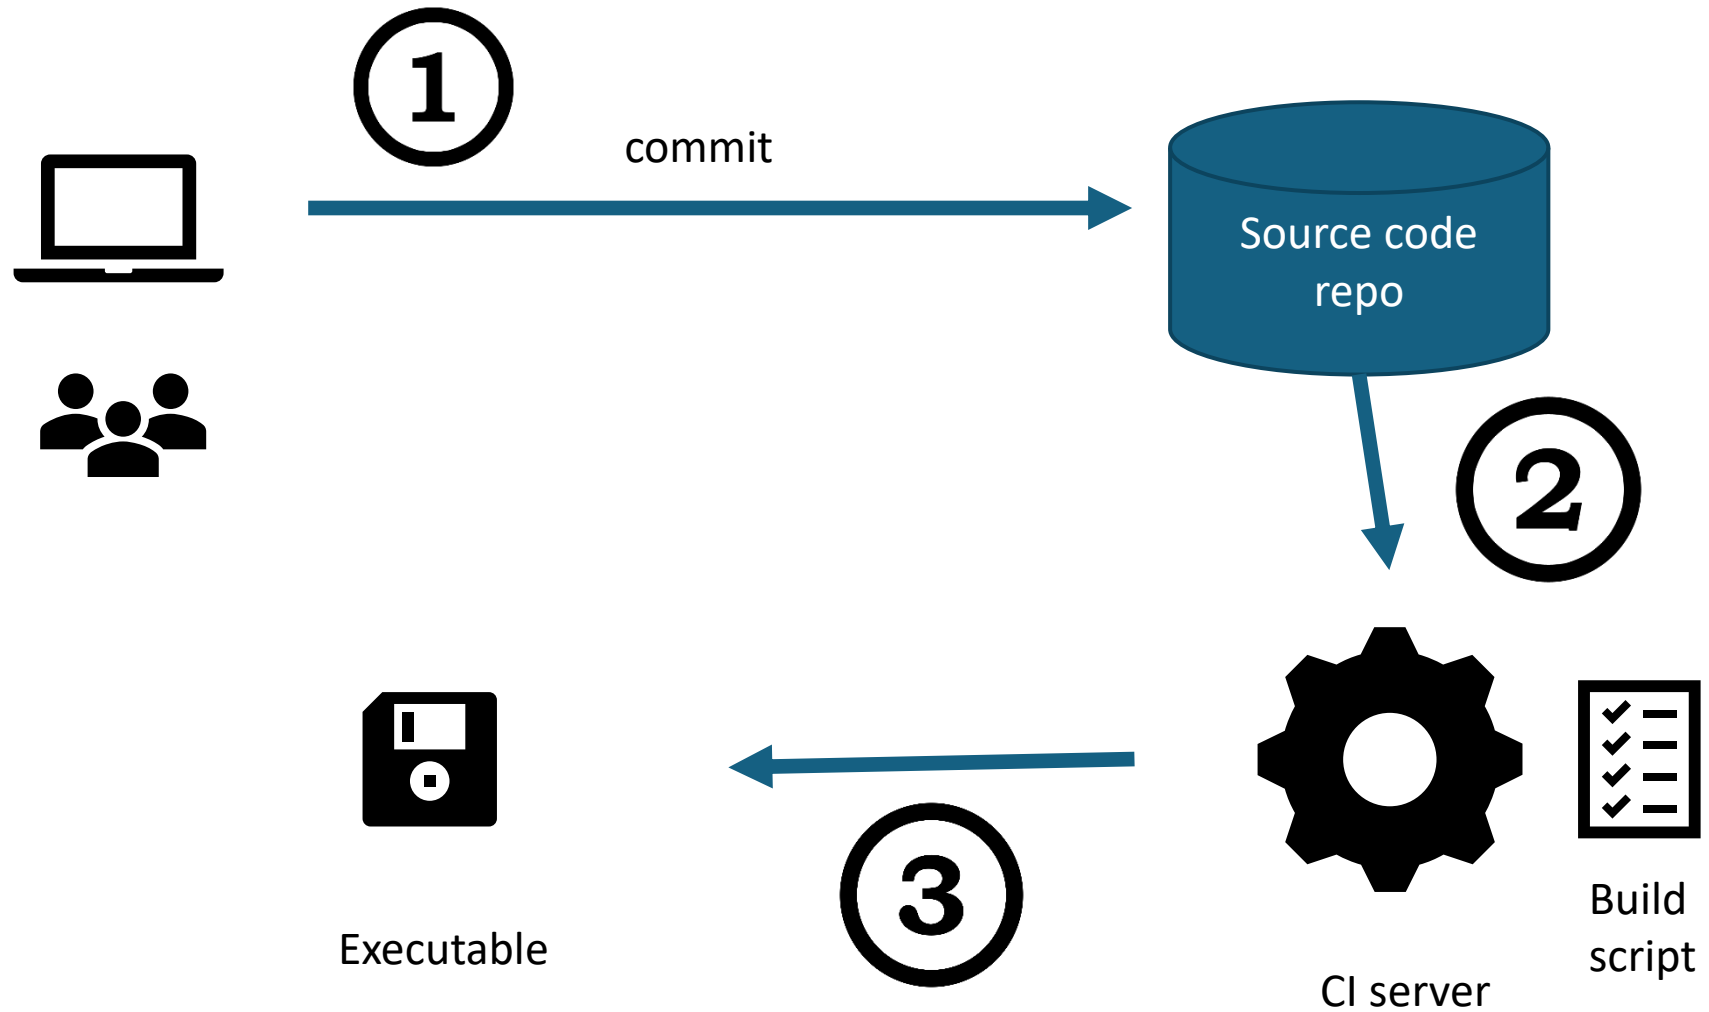 1
commit
Source code
repo
2
3
Executable
CI server
Build
script